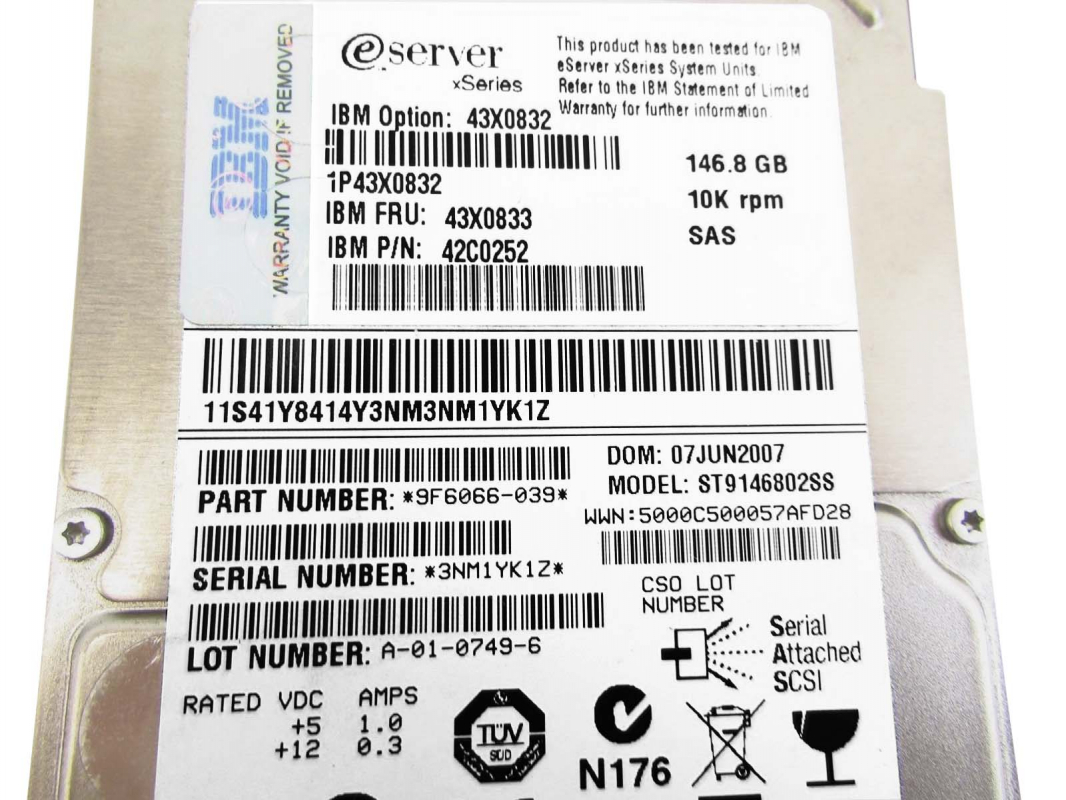 IBM
WARRANTY VOID IF REMOVED
eserver
xSeries
This product has been tested for IBM
eServer xSeries System Units
Refer to the IBM Statement of Limited
Warranty for further information.
IBM Option: 43X0832
1P43X0832
IBM FRU: 43X0833
IBM P/N: 42C0252
146.8 GB
10K rpm
SAS
11S41Y8414Y3NM3NM1YK1Z
PART NUMBER: *9F6066-039*
SERIAL NUMBER: *3NM1YK1Z*
LOT NUMBER: A-01-0749-6
DOM: 07JUN2007
MODEL: ST9146802SS
WWN:5000C500057AFD28
CSO LOT
NUMBER
Serial
Attached
SCSI
RATED VDC AMPS
+5 1.0
+12 0.3
TÜV
SÜD
N176